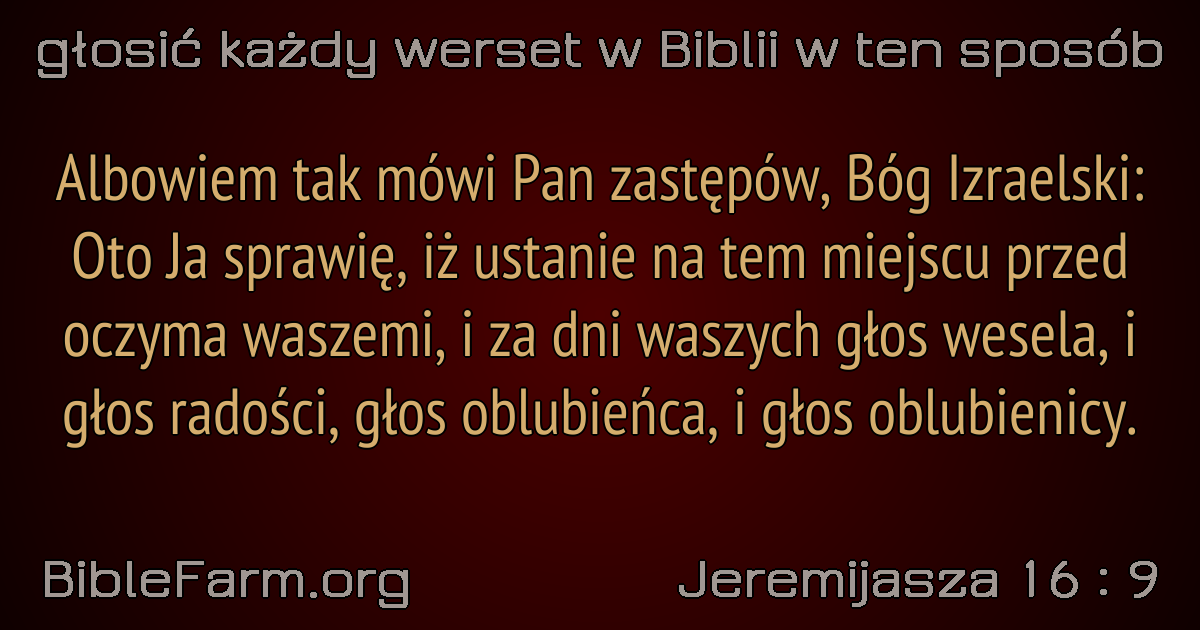 głosić każdy werset w Biblii w ten sposób
Albowiem tak mówi Pan zastępów, Bóg Izraelski:
Oto Ja sprawię, iż ustanie na tem miejscu przed
oczyma waszemi, i za dni waszych głos wesela, i
głos radości, głos oblubieńca, i głos oblubienicy.
BibleFarm.org
Jeremijasza 16 : 9